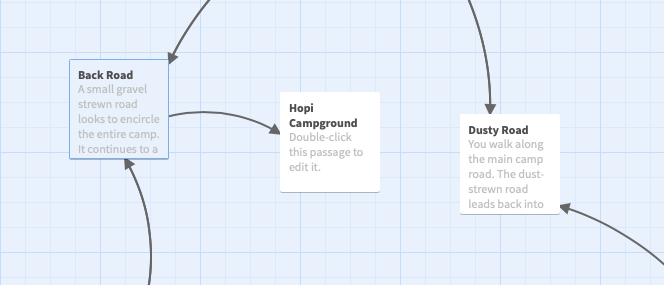 Back Road
A small gravel
strewn road
looks to encircle
the entire camp.
It continues to a
Hopi
Campground
Double-click
this passage to
edit it.
Dusty Road
You walk along
the main camp
road. The dust-
strewn road
leads back into